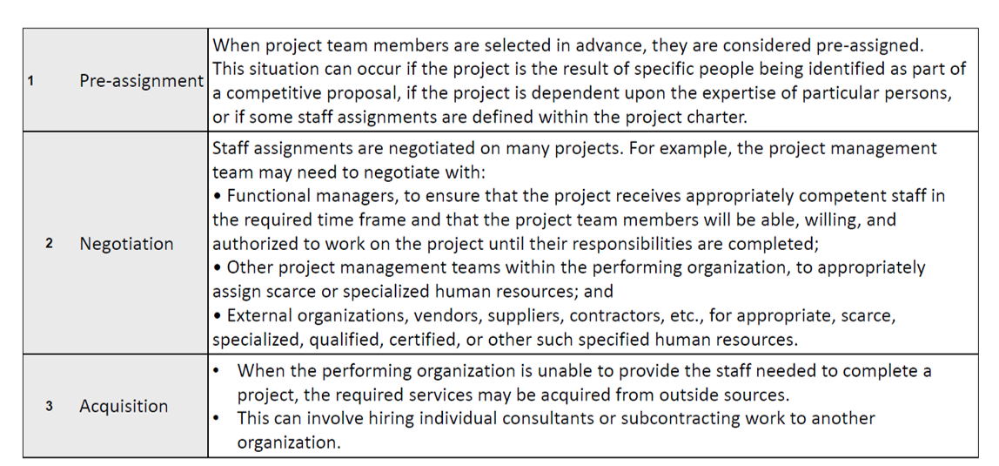 1 Pre-assignment
When project team members are selected in advance, they are considered pre-assigned.
This situation can occur if the project is the result of specific people being identified as part of
a competitive proposal, if the project is dependent upon the expertise of particular persons,
or if some staff assignments are defined within the project charter.
2 Negotiation
Staff assignments are negotiated on many projects. For example, the project management
team may need to negotiate with:
• Functional managers, to ensure that the project receives appropriately competent staff in
the required time frame and that the project team members will be able, willing, and
authorized to work on the project until their responsibilities are completed;
• Other project management teams within the performing organization, to appropriately
assign scarce or specialized human resources; and
• External organizations, vendors, suppliers, contractors, etc., for appropriate, scarce,
specialized, qualified, certified, or other such specified human resources.
3 Acquisition
• When the performing organization is unable to provide the staff needed to complete a
project, the required services may be acquired from outside sources.
• This can involve hiring individual consultants or subcontracting work to another
organization.